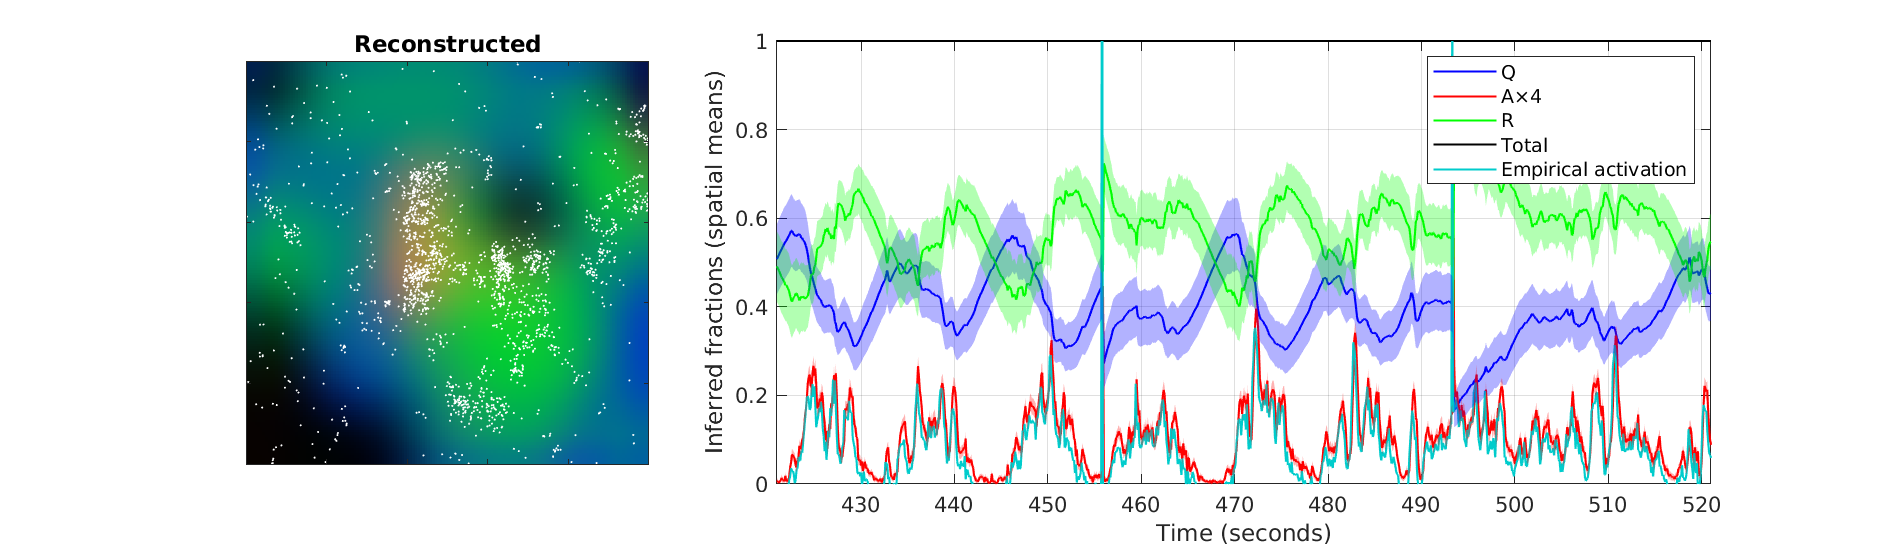 Reconstructed
Inferred fractions (spatial means)
1
0.8
0.6
0.4
0.2
0
Q
A×4
R
Total
Empirical activation
430 440 450 460 470 480 490 500 510 520
Time (seconds)